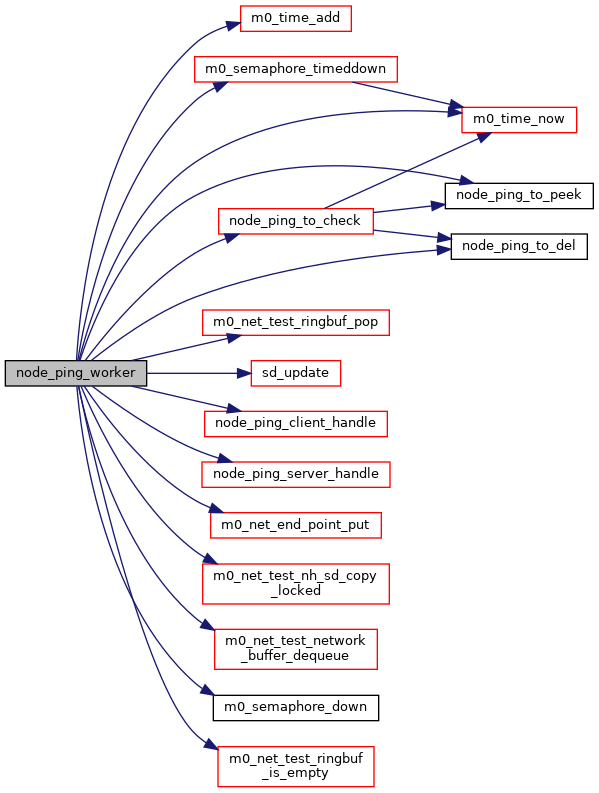 m0_time_add
m0_semaphore_timeddown
m0_time_now
node_ping_to_peek
node_ping_to_check
node_ping_to_del
m0_net_test_ringbuf_pop
node_ping_worker
sd_update
node_ping_client_handle
node_ping_server_handle
m0_net_end_point_put
m0_net_test_nh_sd_copy
_locked
m0_net_test_network
_buffer_dequeue
m0_semaphore_down
m0_net_test_ringbuf
_is_empty